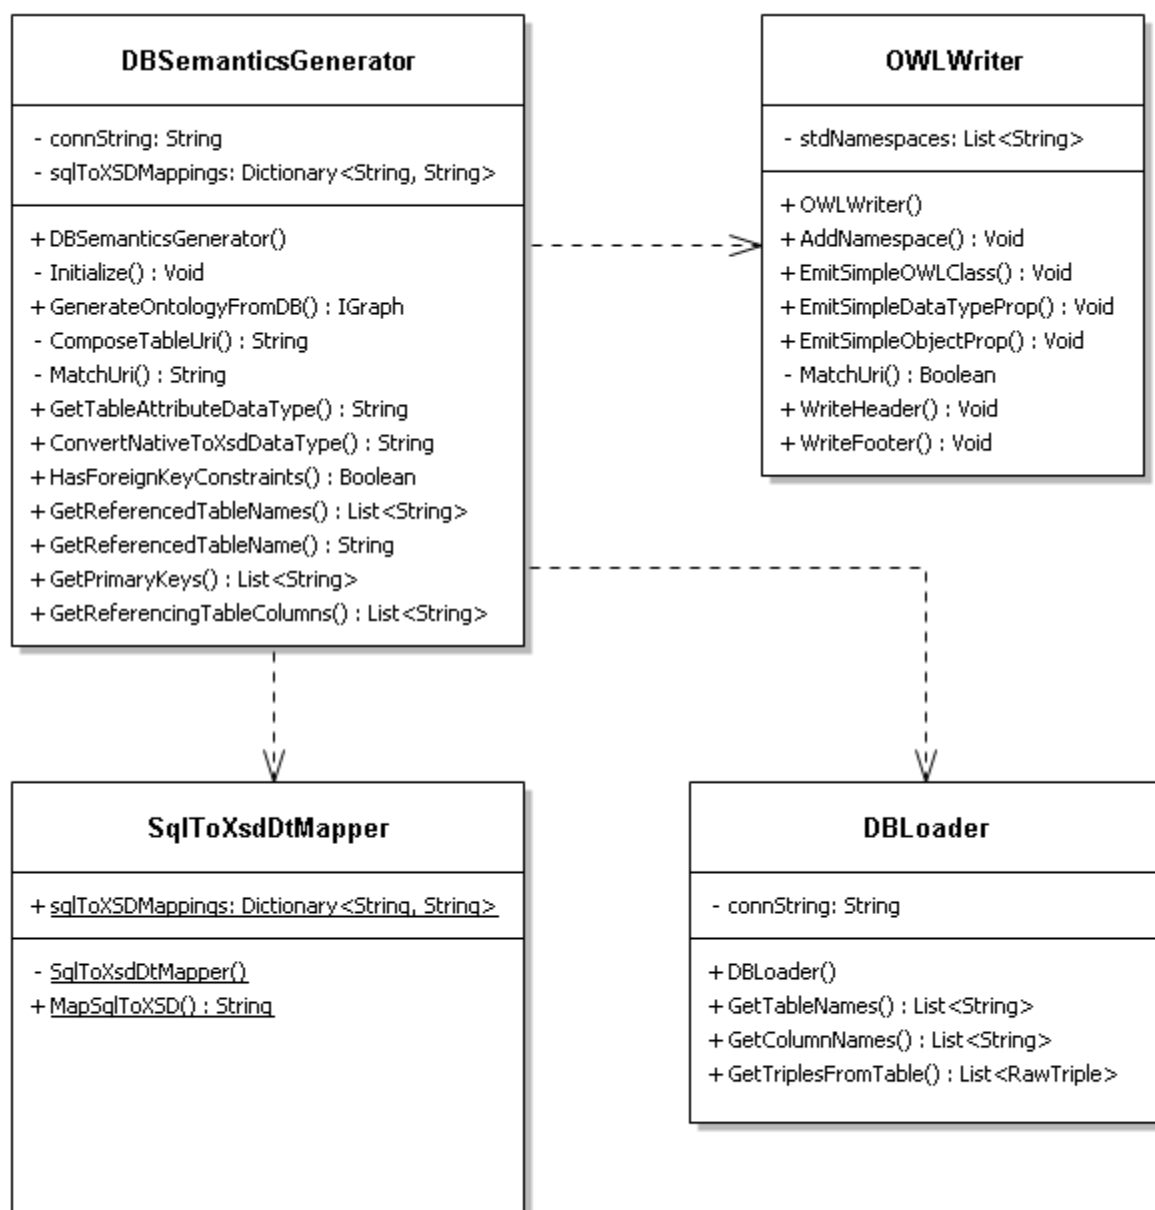 DBSemanticsGenerator
- connString: String
- sqlToXSDMappings: Dictionary<String, String>
+ DBSemanticsGenerator()
- Initialize() : Void
+ GenerateOntologyFromDB() : IGraph
- ComposeTableUri() : String
- MatchUri() : String
+ GetTableAttributeDataType() : String
+ ConvertNativeToXsdDataType() : String
+ HasForeignKeyConstraints() : Boolean
+ GetReferencedTableNames() : List<String>
+ GetReferencedTableName() : String
+ GetPrimaryKeys() : List<String>
+ GetReferencingTableColumns() : List<String>
OWLWriter
- stdNamespaces: List<String>
+ OWLWriter()
+ AddNamespace() : Void
+ EmitSimpleOWLClass() : Void
+ EmitSimpleDataTypeProp() : Void
+ EmitSimpleObjectProp() : Void
- MatchUri() : Boolean
+ WriteHeader() : Void
+ WriteFooter() : Void
SqlToXsdDtMapper
+ sqlToXSDMappings: Dictionary<String, String>
- SqlToXsdDtMapper()
+ MapSqlToXSD() : String
DBLoader
- connString: String
+ DBLoader()
+ GetTableNames() : List<String>
+ GetColumnNames() : List<String>
+ GetTriplesFromTable() : List<RawTriple>